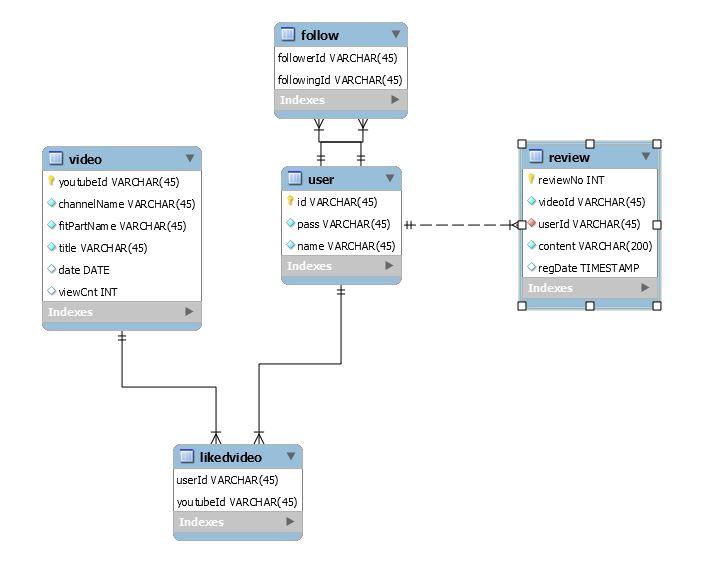 follow
followerId VARCHAR(45)
followingId VARCHAR(45)
Indexes
video
youtubeId VARCHAR(45)
channelName VARCHAR(45)
fitPartName VARCHAR(45)
title VARCHAR(45)
date DATE
viewCnt INT
Indexes
user
id VARCHAR(45)
pass VARCHAR(45)
name VARCHAR(45)
Indexes
review
reviewNo INT
videoId VARCHAR(45)
userId VARCHAR(45)
content VARCHAR(200)
regDate TIMESTAMP
Indexes
likedvideo
userId VARCHAR(45)
youtubeId VARCHAR(45)
Indexes